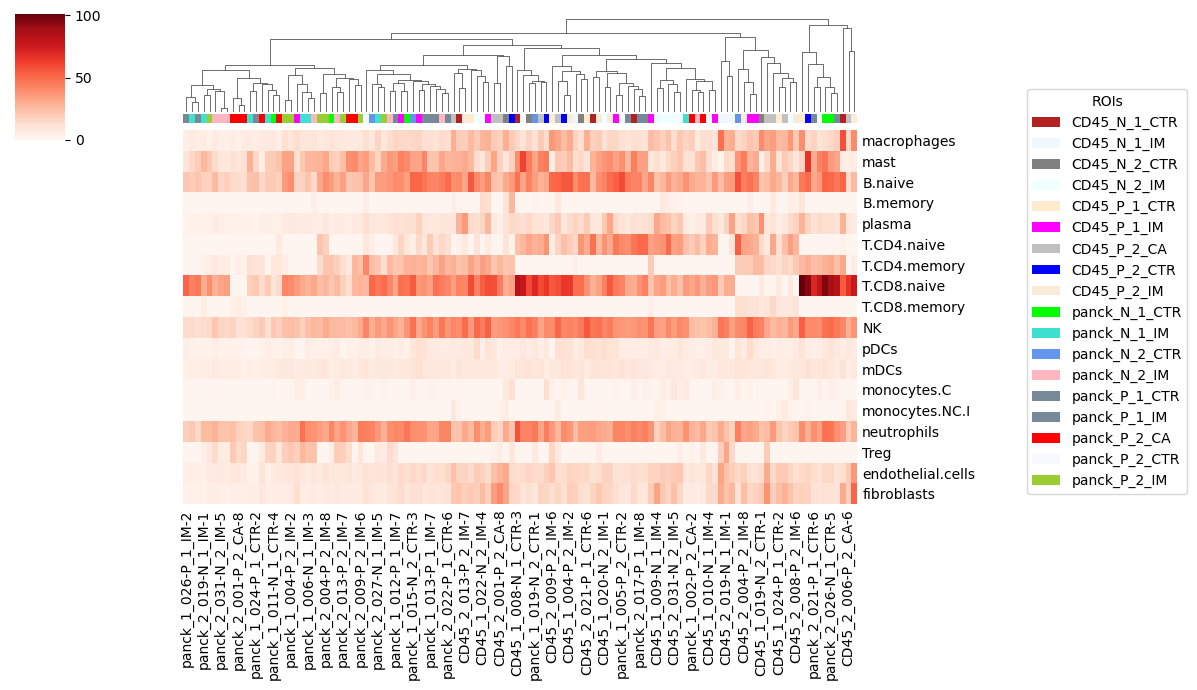 100
50
0
ROIs
CD45_N_1_CTR
CD45_N_1_IM
CD45_N_2_CTR
CD45_N_2_IM
CD45_P_1_CTR
CD45_P_1_IM
CD45_P_2_CA
CD45_P_2_CTR
CD45_P_2_IM
panck_N_1_CTR
panck_N_1_IM
panck_N_2_CTR
panck_N_2_IM
panck_P_1_CTR
panck_P_1_IM
panck_P_2_CA
panck_P_2_CTR
panck_P_2_IM
macrophages
mast
B.naive
B.memory
plasma
T.CD4.naive
T.CD4.memory
T.CD8.naive
T.CD8.memory
NK
pDCs
mDCs
monocytes.C
monocytes.NC.I
neutrophils
Treg
endothelial.cells
fibroblasts
panck_1_026-P_1_IM-2
panck_2_019-N_1_IM-1
panck_2_031-N_2_IM-5
panck_2_001-P_2_CA-8
panck_1_024-P_1_CTR-2
panck_1_011-N_1_CTR-4
panck_1_004-P_2_IM-2
panck_1_006-N_1_IM-3
panck_2_004-P_2_IM-8
panck_2_013-P_2_IM-7
panck_2_009-P_2_IM-6
panck_2_027-N_1_IM-5
panck_1_012-P_1_IM-7
panck_1_015-N_2_CTR-3
panck_1_013-P_1_IM-7
panck_2_022-P_1_CTR-6
CD45_2_013-P_2_IM-7
CD45_1_022-N_2_IM-4
CD45_2_001-P_2_CA-8
CD45_1_008-N_1_CTR-3
panck_1_019-N_2_CTR-1
CD45_2_009-P_2_IM-6
CD45_1_004-P_2_IM-2
CD45_2_021-P_1_CTR-6
CD45_1_020-N_2_IM-1
panck_1_005-P_2_CTR-2
panck_2_017-P_1_IM-8
CD45_1_009-N_1_IM-4
CD45_2_031-N_2_IM-5
panck_1_002-P_2_CA-2
CD45_1_010-N_1_IM-4
CD45_2_019-N_1_IM-1
CD45_2_004-P_2_IM-8
CD45_1_019-N_2_CTR-1
CD45_1_024-P_1_CTR-2
CD45_2_008-P_2_IM-6
panck_2_021-P_1_CTR-6
panck_2_026-N_1_CTR-5
CD45_2_006-P_2_CA-6